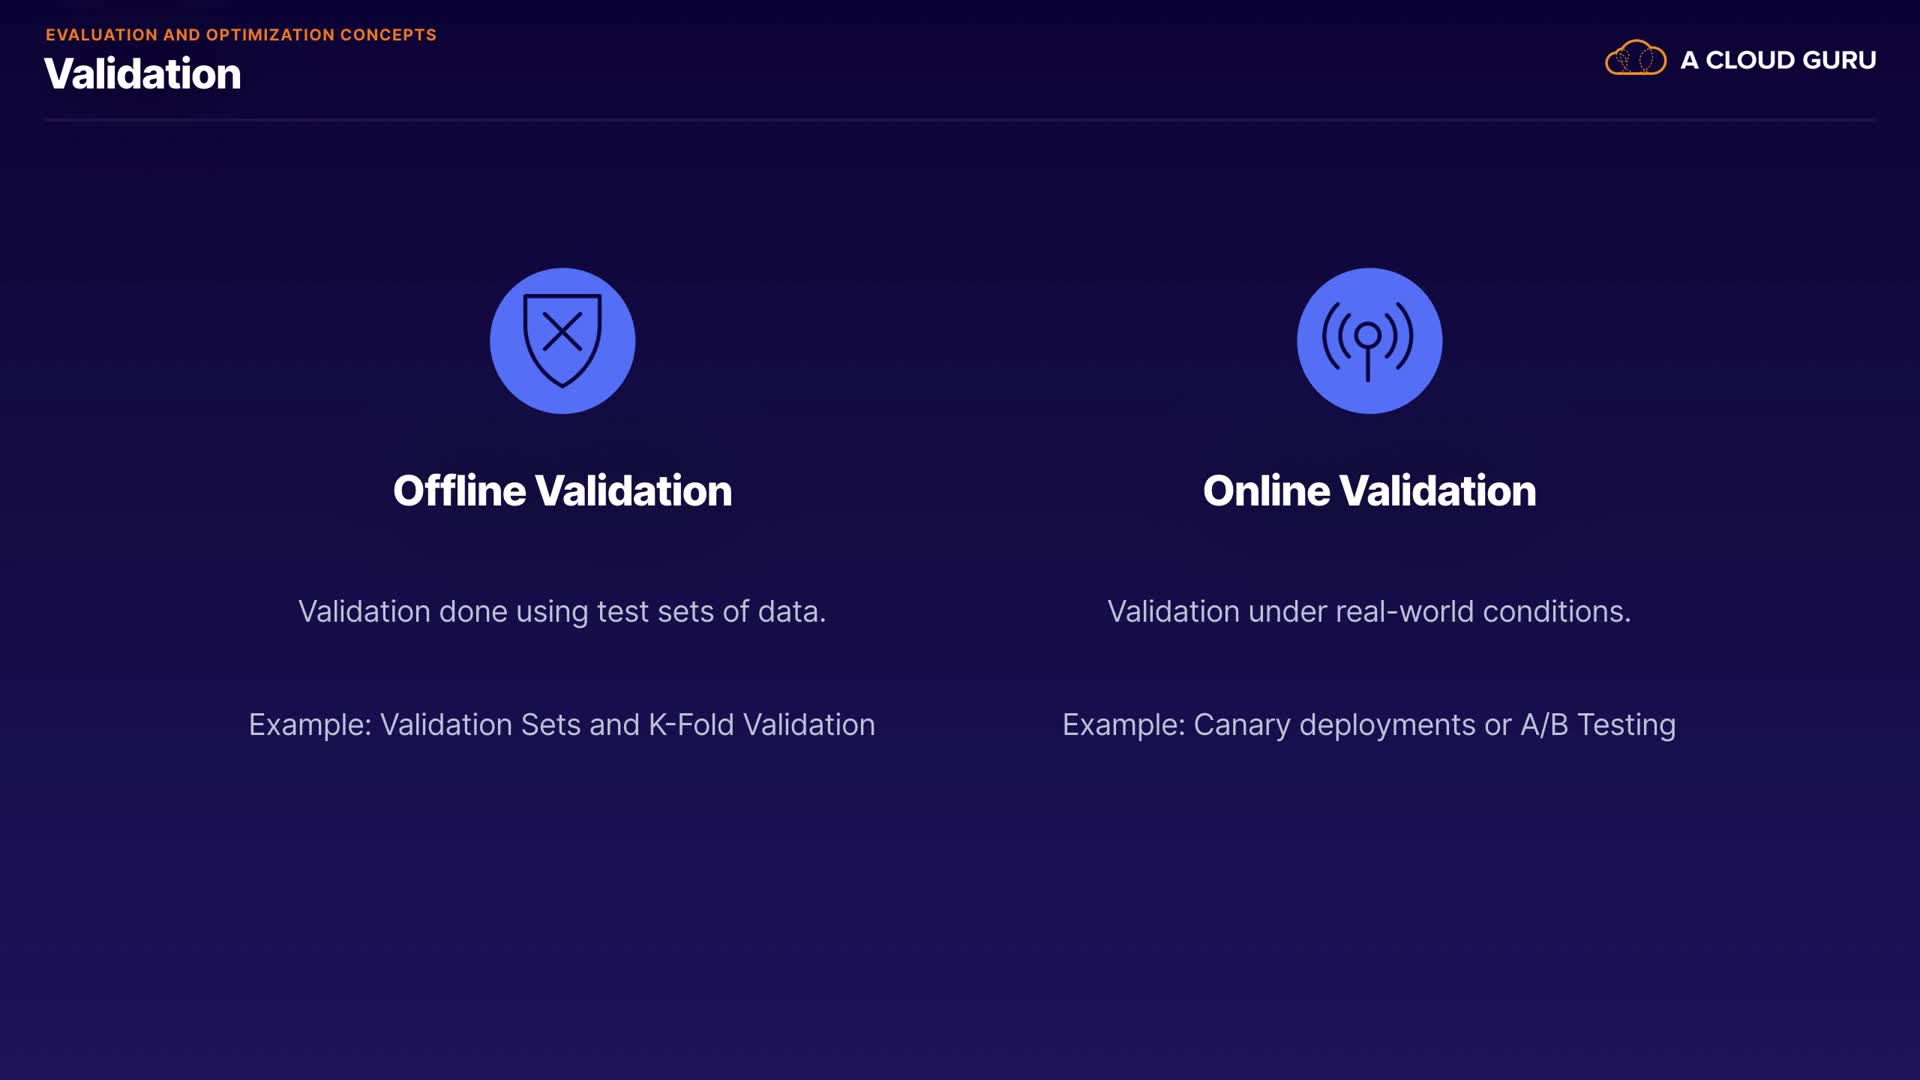 EVALUATION AND OPTIMIZATION CONCEPTS
Validation
A CLOUD GURU
Offline Validation
Validation done using test sets of data.
Example: Validation Sets and K-Fold Validation
Online Validation
Validation under real-world conditions.
Example: Canary deployments or A/B Testing